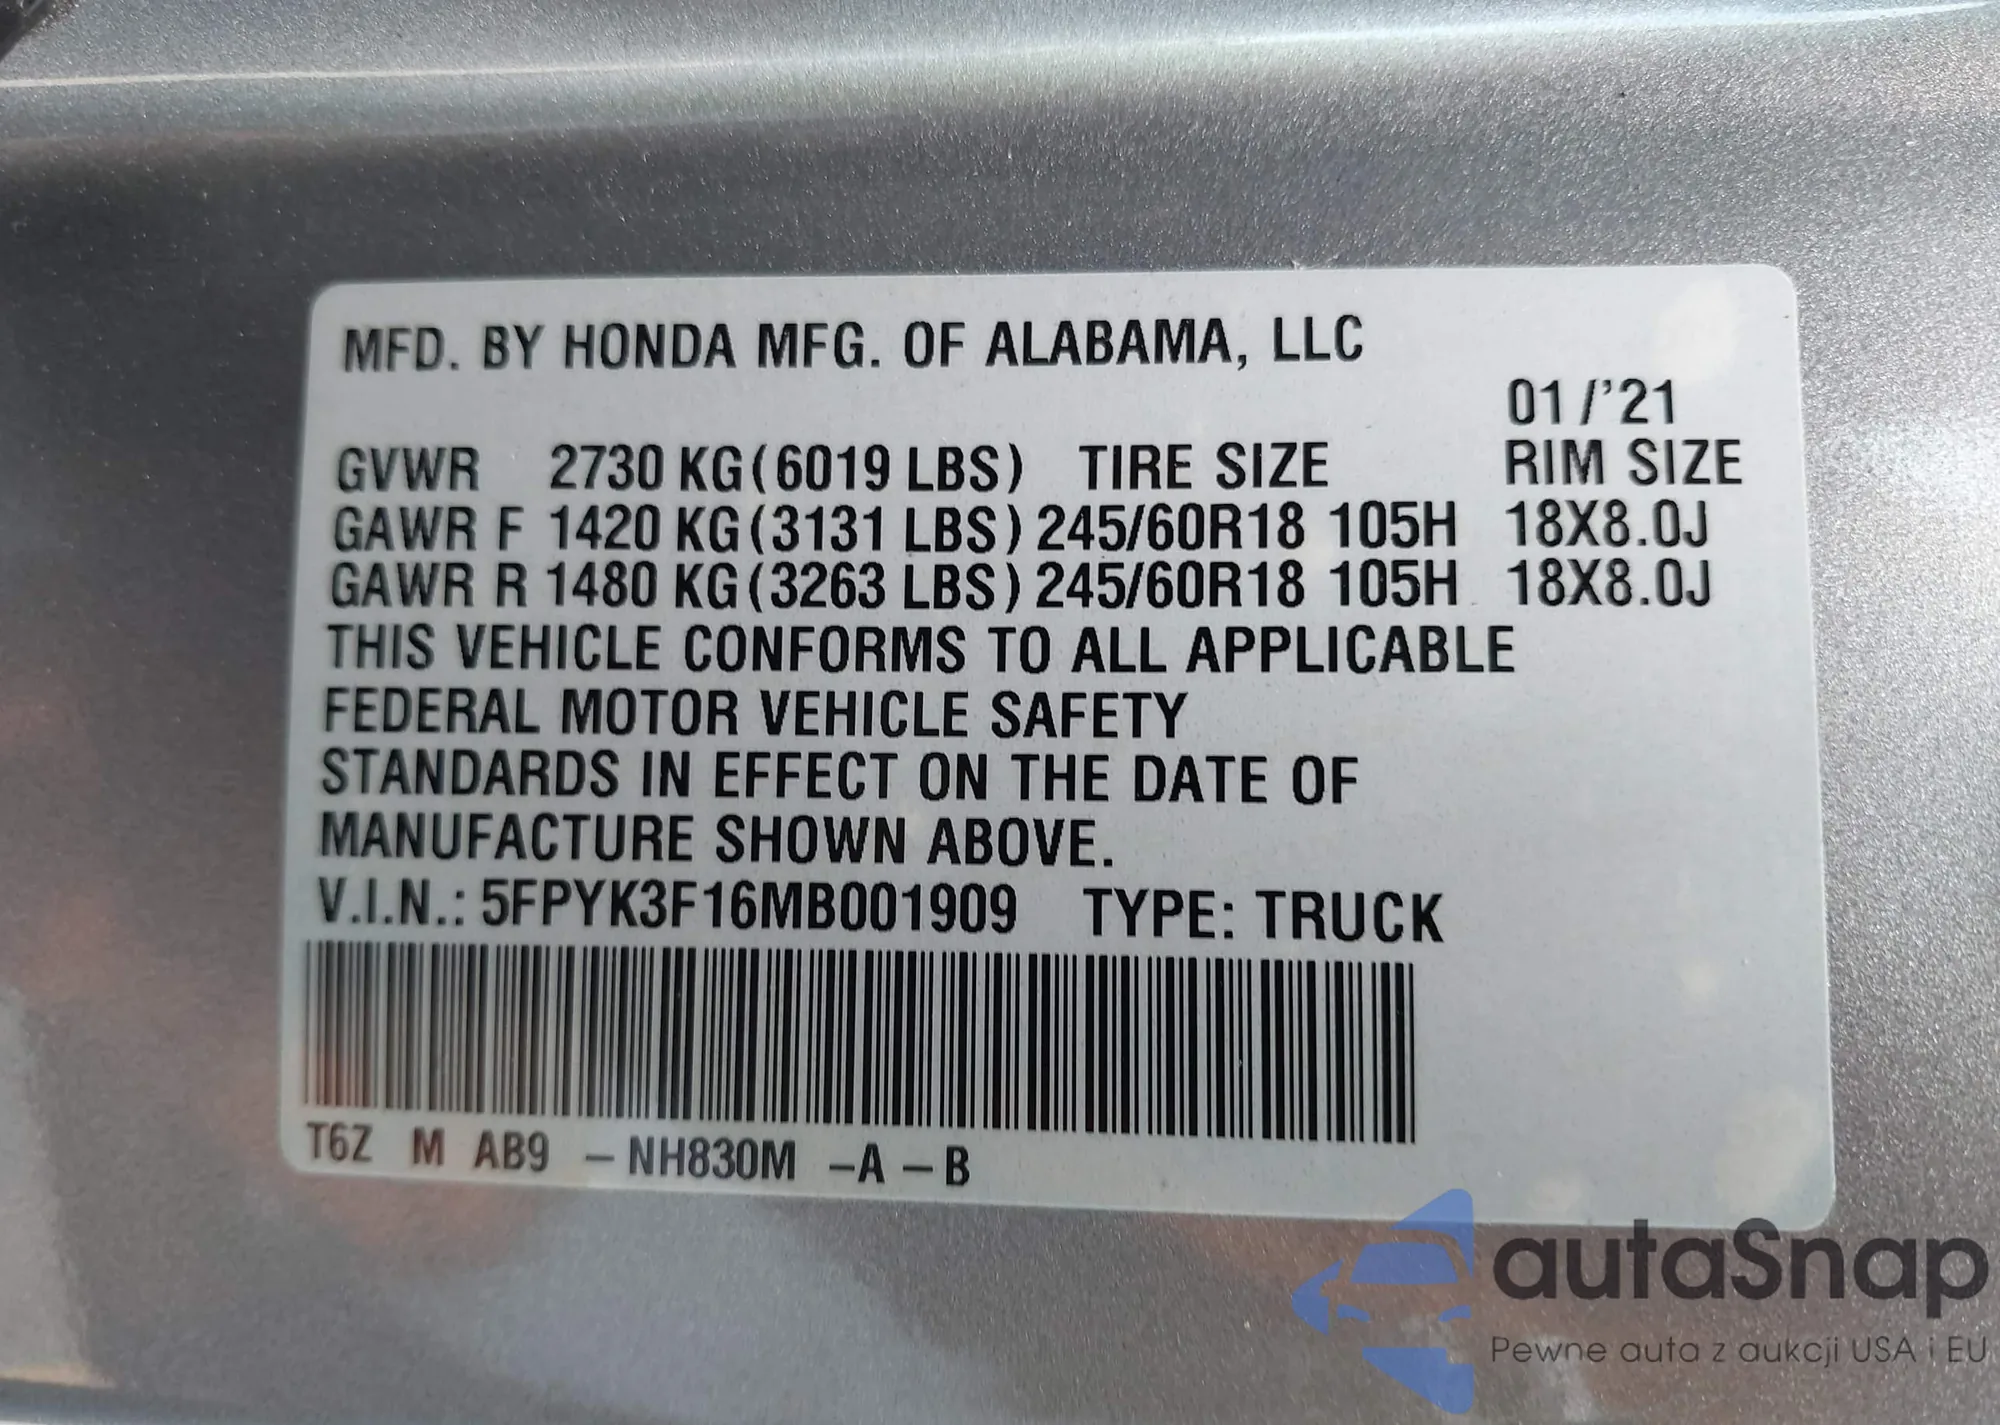 MFD. BY HONDA MFG. OF ALABAMA, LLC
01 /'21
GVWR 2730 KG (6019 LBS) TIRE SIZE RIM SIZE
GAWR F 1420 KG (3131 LBS) 245/60R18 105H 18X8.0J
GAWR R 1480 KG (3263 LBS) 245/60R18 105H 18X8.0J
THIS VEHICLE CONFORMS TO ALL APPLICABLE
FEDERAL MOTOR VEHICLE SAFETY
STANDARDS IN EFFECT ON THE DATE OF
MANUFACTURE SHOWN ABOVE.
V.I.N.: 5FPYK3F16MB001909 TYPE: TRUCK
T6Z M AB9 -NH830M -A -B
autaSnap
Pewne auta z aukcji USA i EU